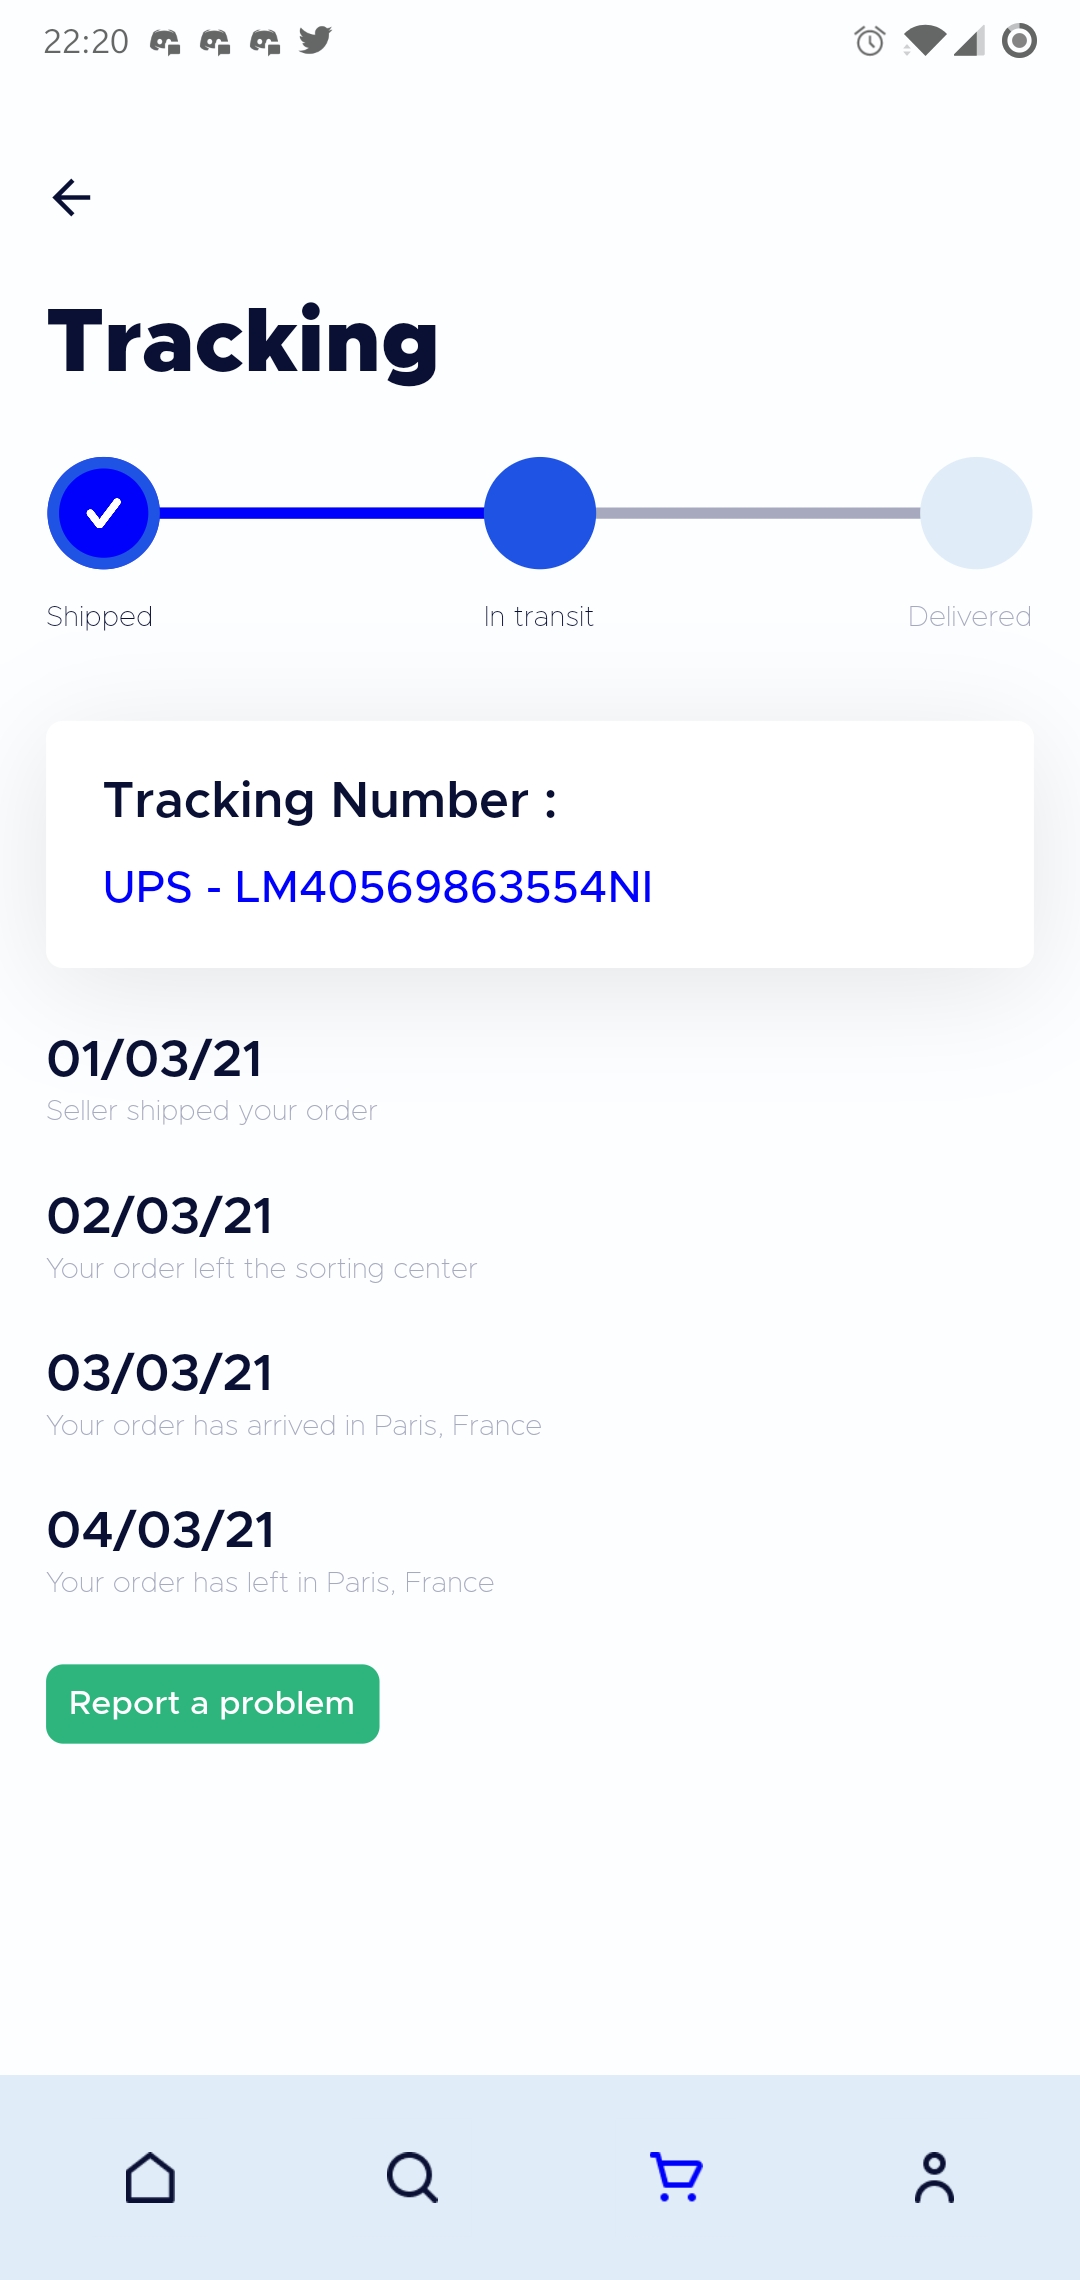 22:20
Tracking
Shipped
In transit
Delivered
Tracking Number :
UPS - LM40569863554NI
01/03/21
Seller shipped your order
02/03/21
Your order left the sorting center
03/03/21
Your order has arrived in Paris, France
04/03/21
Your order has left in Paris, France
Report a problem